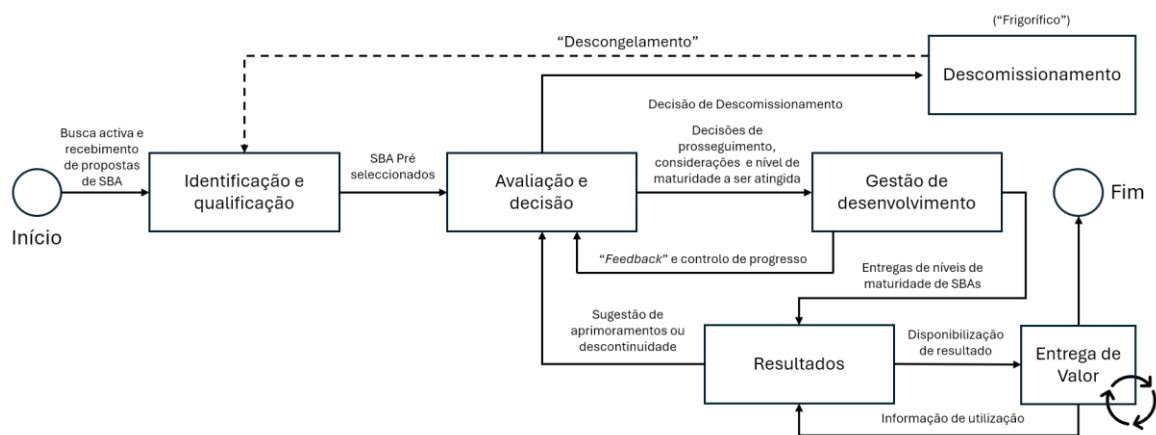 (“Frigorífico”)
“Descongelamento”
Descomissionamento
Decisão de Descomissionamento
Busca activa e
recebimento
de propostas
de SBA
Início
Identificação e
qualificação
SBA Pré
seleccionados
Avaliação e
decisão
Decisões de
prosseguimento,
considerações e nível de
maturidade a ser atingida
Gestão de
desenvolvimento
Fim
“Feedback” e controlo de progresso
Entregas de níveis de
maturidade de SBAs
Sugestão de
aprimoramentos ou
descontinuidade
Resultados
Disponibilização
de resultado
Entrega de
Valor
Informação de utilização